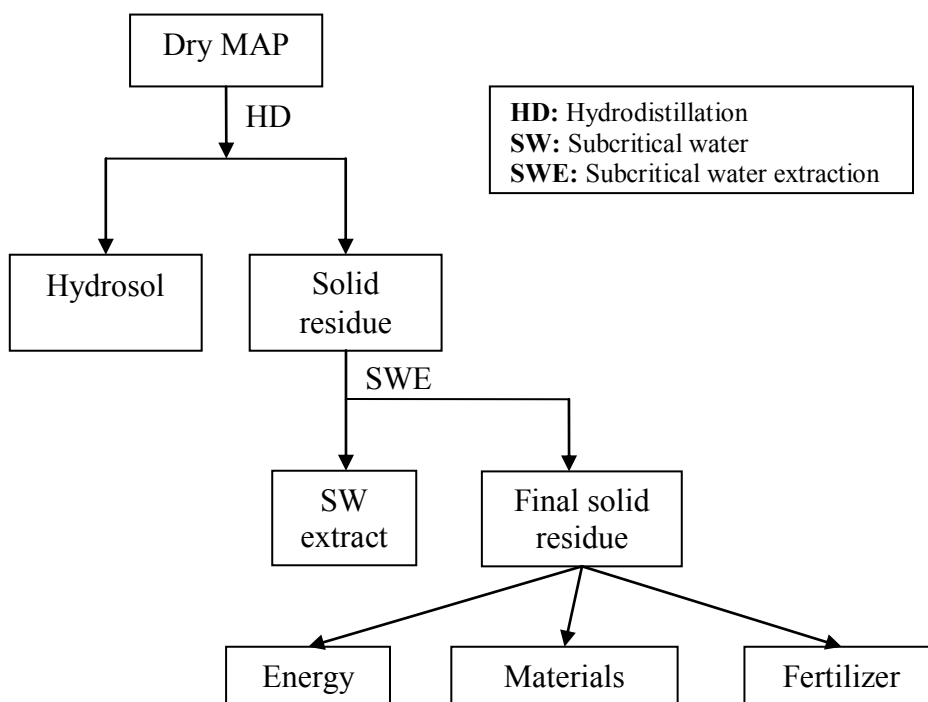 Dry MAP
HD
HD: Hydrodistillation
SW: Subcritical water
SWE: Subcritical water extraction
Hydrosol
Solid
residue
SWE
SW
extract
Final solid
residue
Energy
Materials
Fertilizer